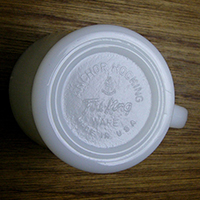 ANCHOR HOCKING
Fire-King
WARE
MADE IN U.S.A.